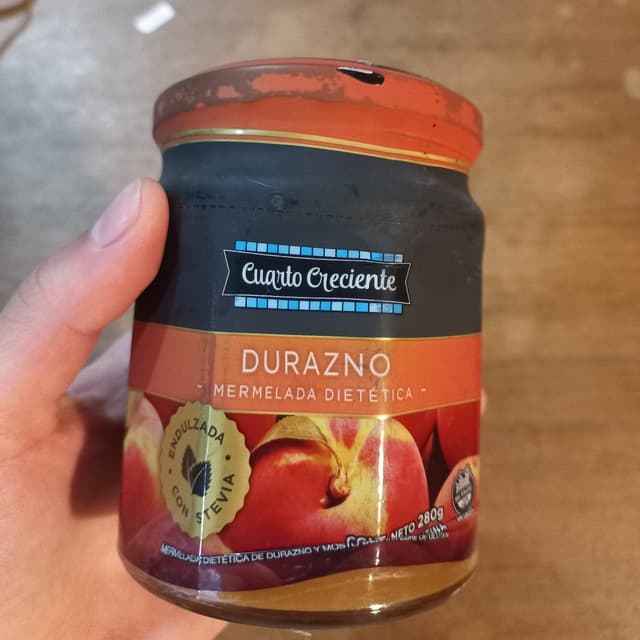 Cuarto Creciente
DURAZNO
- MERMELADA DIETÉTICA -
ENDULZADA
CON STEVIA
NETO 280g
MERMELADA DIETÉTICA DE DURAZNO Y